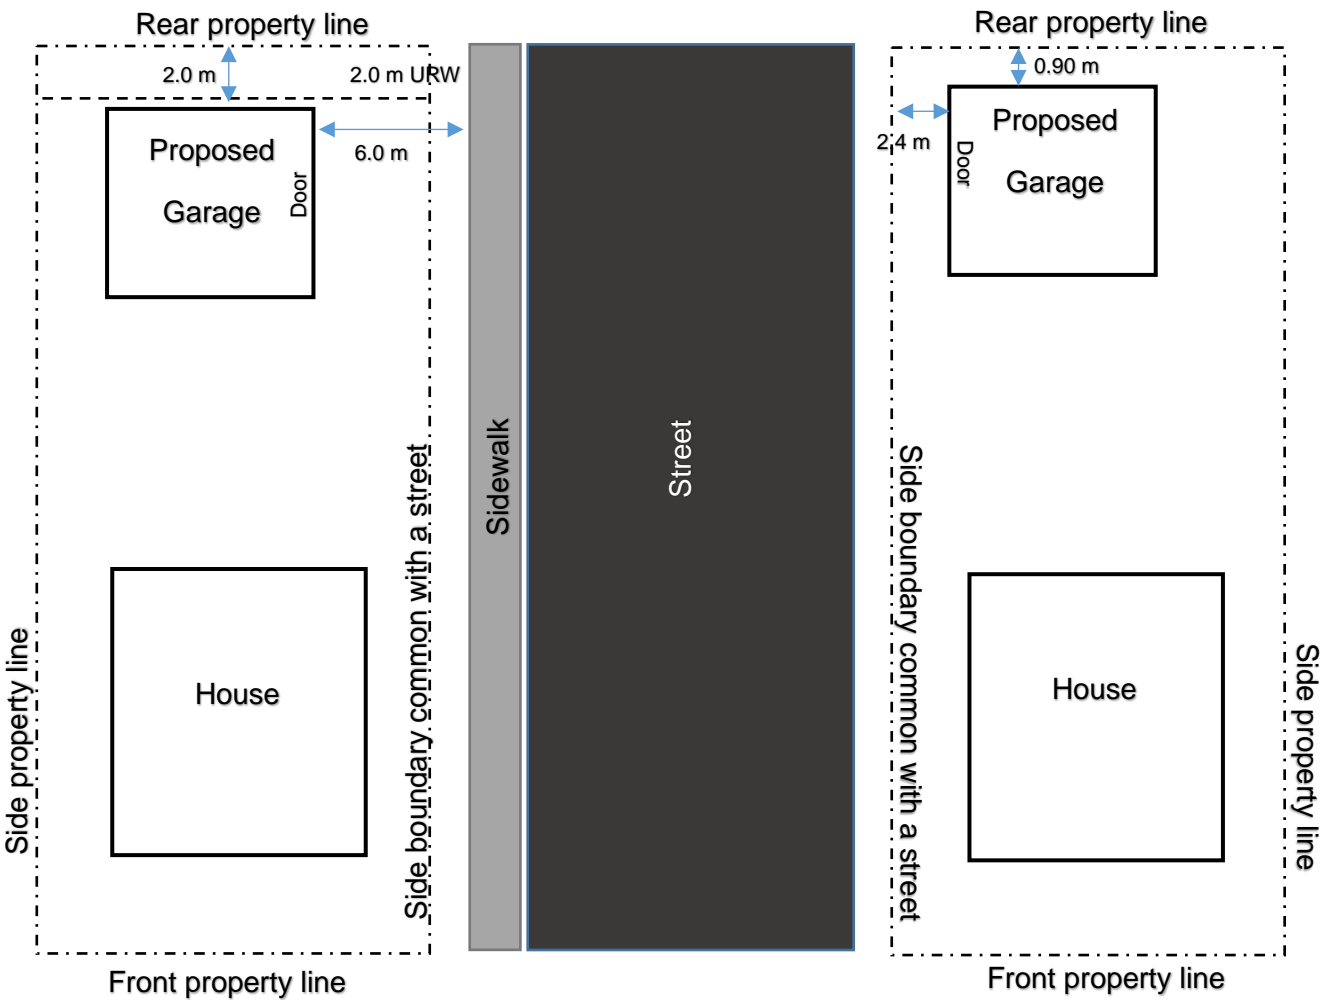 Rear property line
Rear property line
2.0 m
2.0 m URW
0.90 m
6.0 m
2.4 m
Proposed
Garage
Door
Proposed
Garage
Door
Sidewalk
Street
Side boundary common with a street
Side boundary common with a street
Side property line
House
House
Side property line
Front property line
Front property line